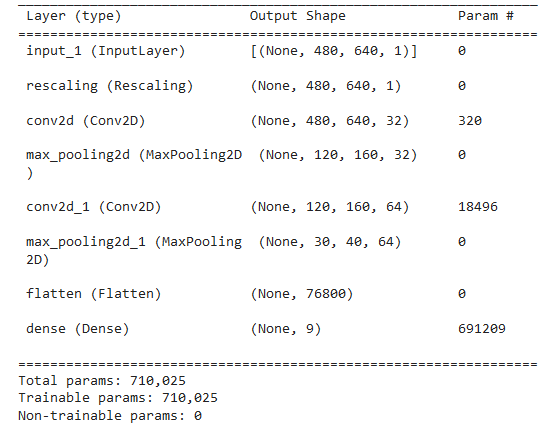 Layer (type) Output Shape Param #
input_1 (InputLayer) [(None, 480, 640, 1)] 0
rescaling (Rescaling) (None, 480, 640, 1) 0
conv2d (Conv2D) (None, 480, 640, 32) 320
max_pooling2d (MaxPooling2D (None, 120, 160, 32) 0
)
conv2d_1 (Conv2D) (None, 120, 160, 64) 18496
max_pooling2d_1 (MaxPooling (None, 30, 40, 64) 0
2D)
flatten (Flatten) (None, 76800) 0
dense (Dense) (None, 9) 691209
Total params: 710,025
Trainable params: 710,025
Non-trainable params: 0